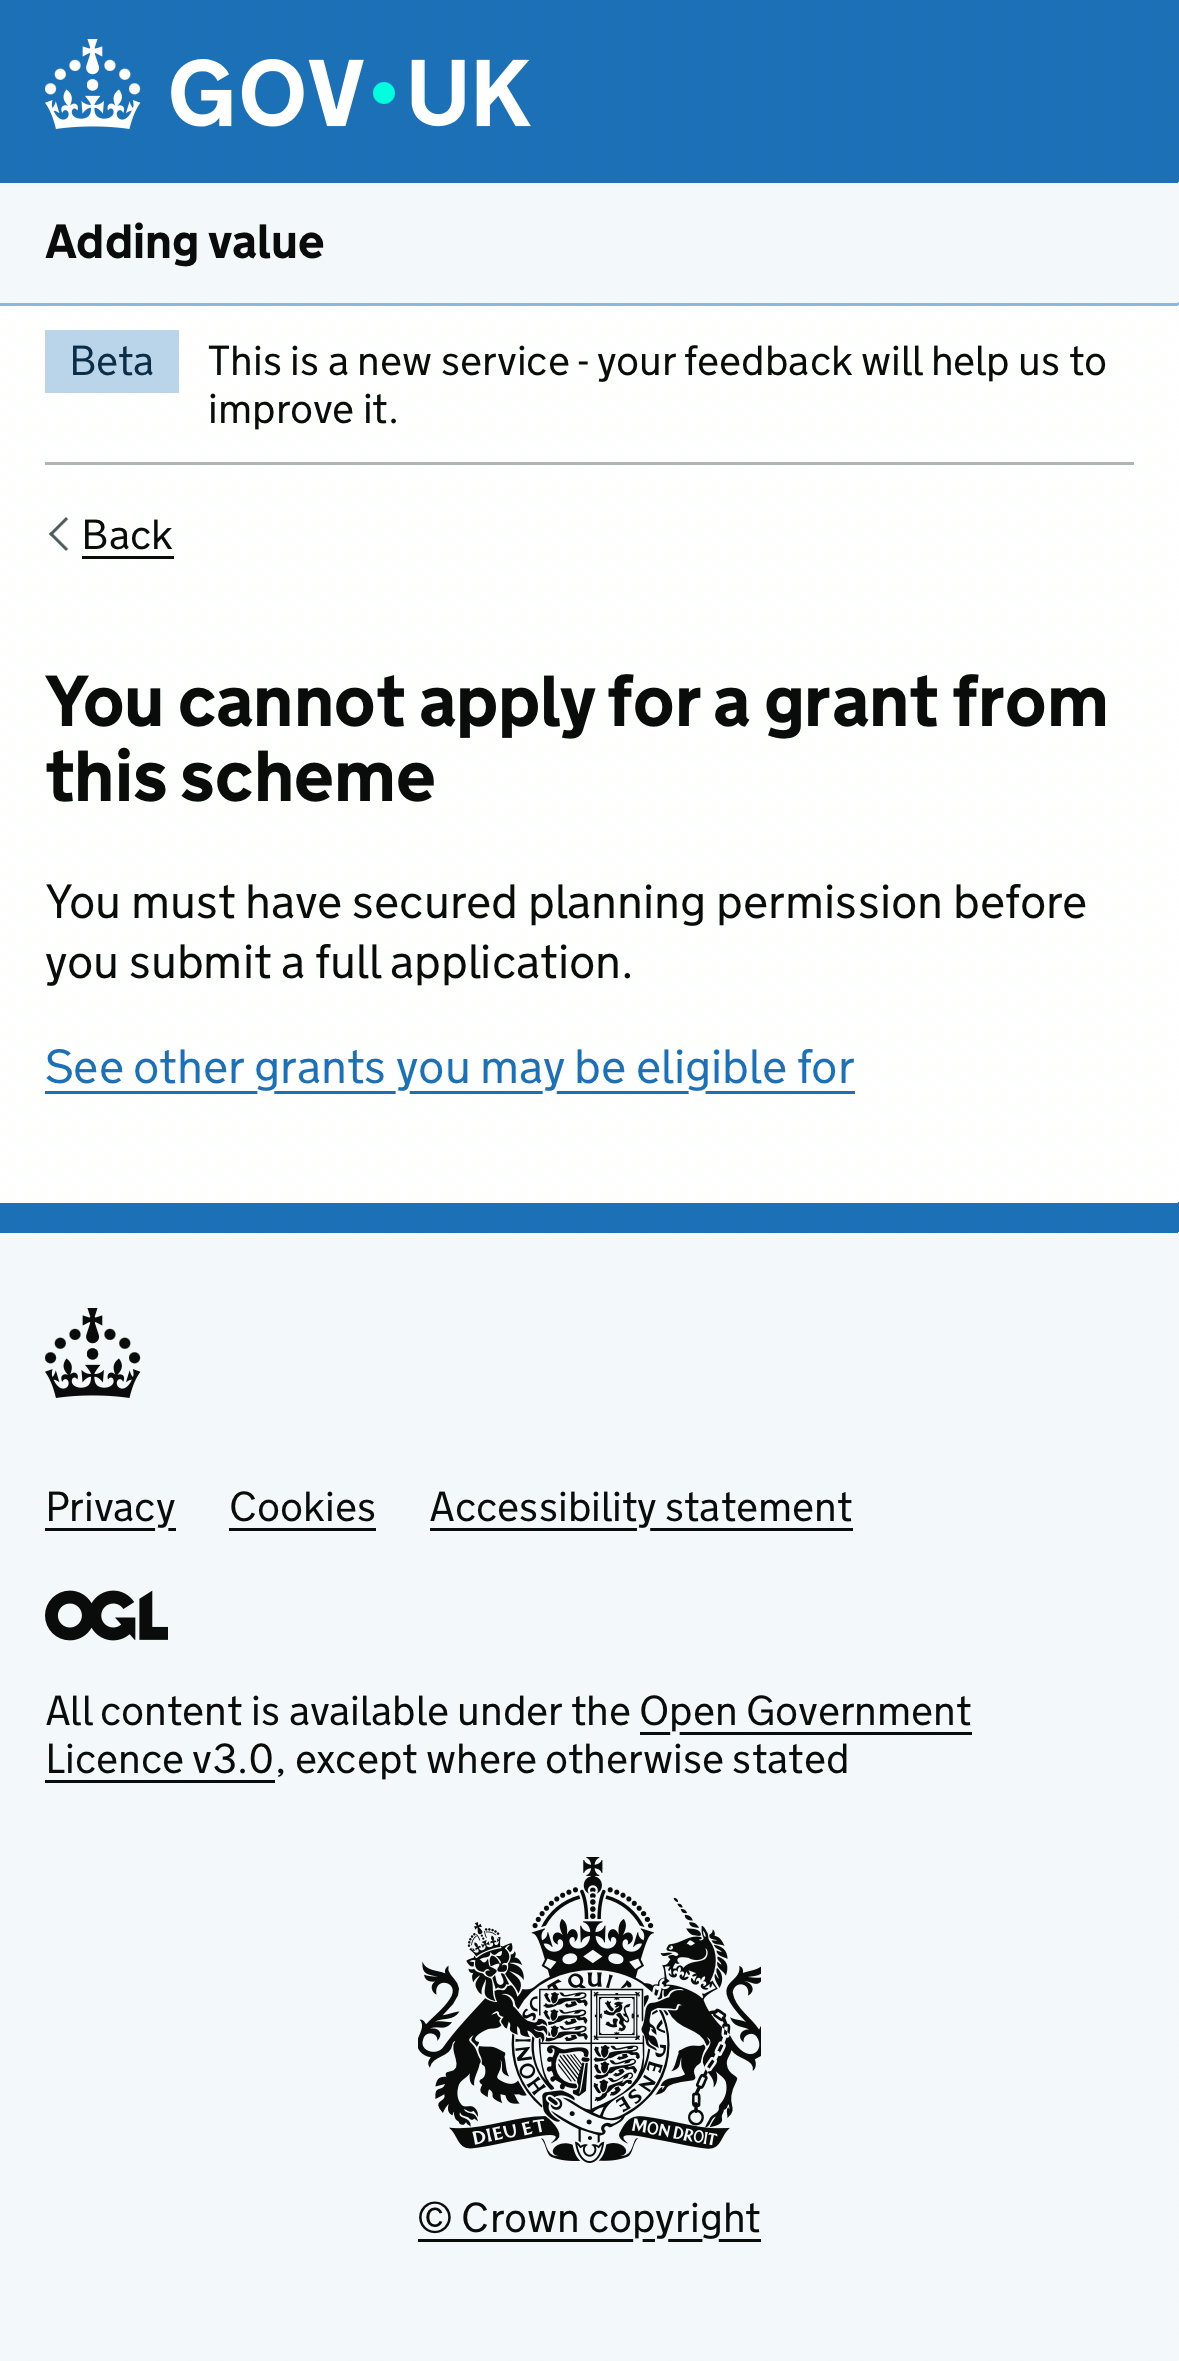 GOV·UK
Adding value
Beta
This is a new service - your feedback will help us to
improve it.
Back
You cannot apply for a grant from
this scheme
You must have secured planning permission before
you submit a full application.
See other grants you may be eligible for
Privacy Cookies Accessibility statement
OGL
All content is available under the Open Government
Licence v3.0, except where otherwise stated
QUI
HONI
DENSE
DIEU ET MON DROIT
© Crown copyright